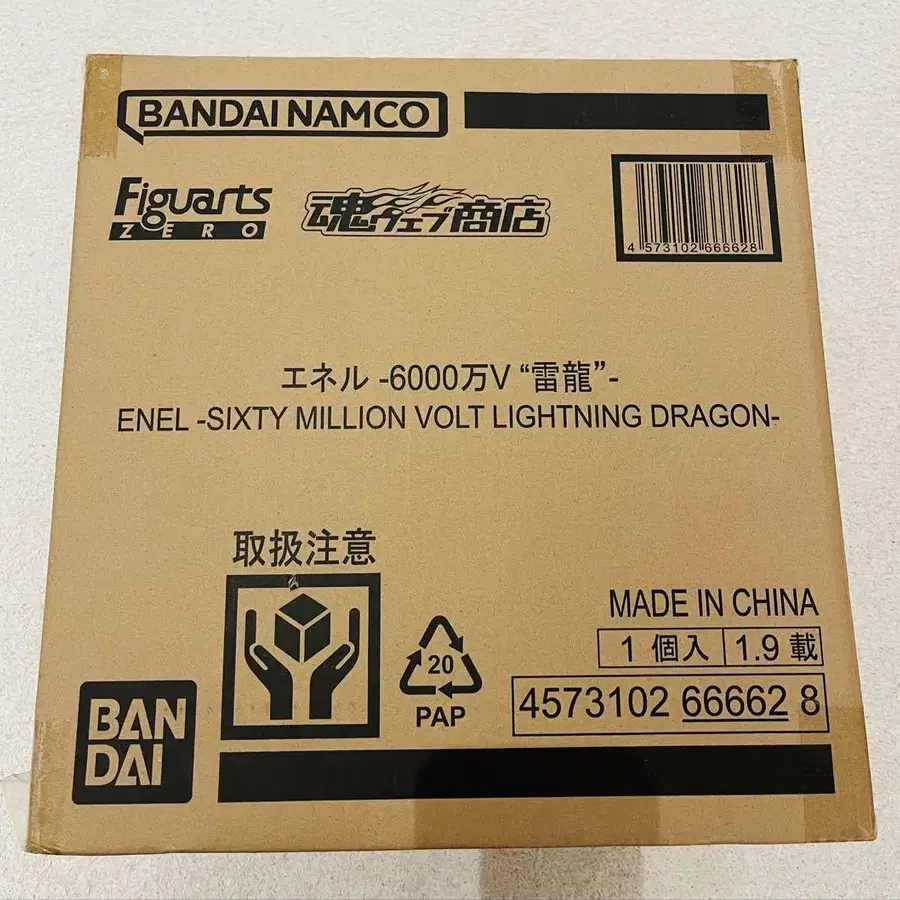 BANDAI NAMCO
Figuarts
ZERO
魂ウェブ商店
4 573102 666628
エネル -6000万V “雷龍”-
ENEL -SIXTY MILLION VOLT LIGHTNING DRAGON-
取扱注意
20
PAP
MADE IN CHINA
1 個入 1.9 載
4573102 66662 8
BAN
DAI